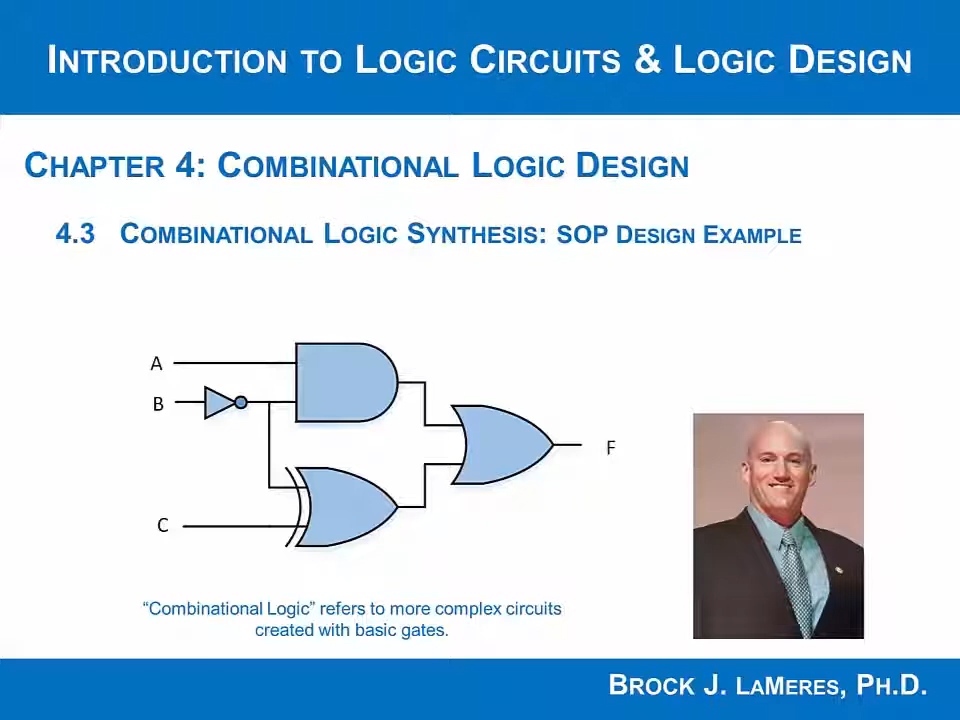 INTRODUCTION TO LOGIC CIRCUITS & LOGIC DESIGN
CHAPTER 4: COMBINATIONAL LOGIC DESIGN
4.3 COMBINATIONAL LOGIC SYNTHESIS: SOP DESIGN EXAMPLE
A
B
F
C
“Combinational Logic” refers to more complex circuits
created with basic gates.
BROCK J. LAMERES, PH.D.